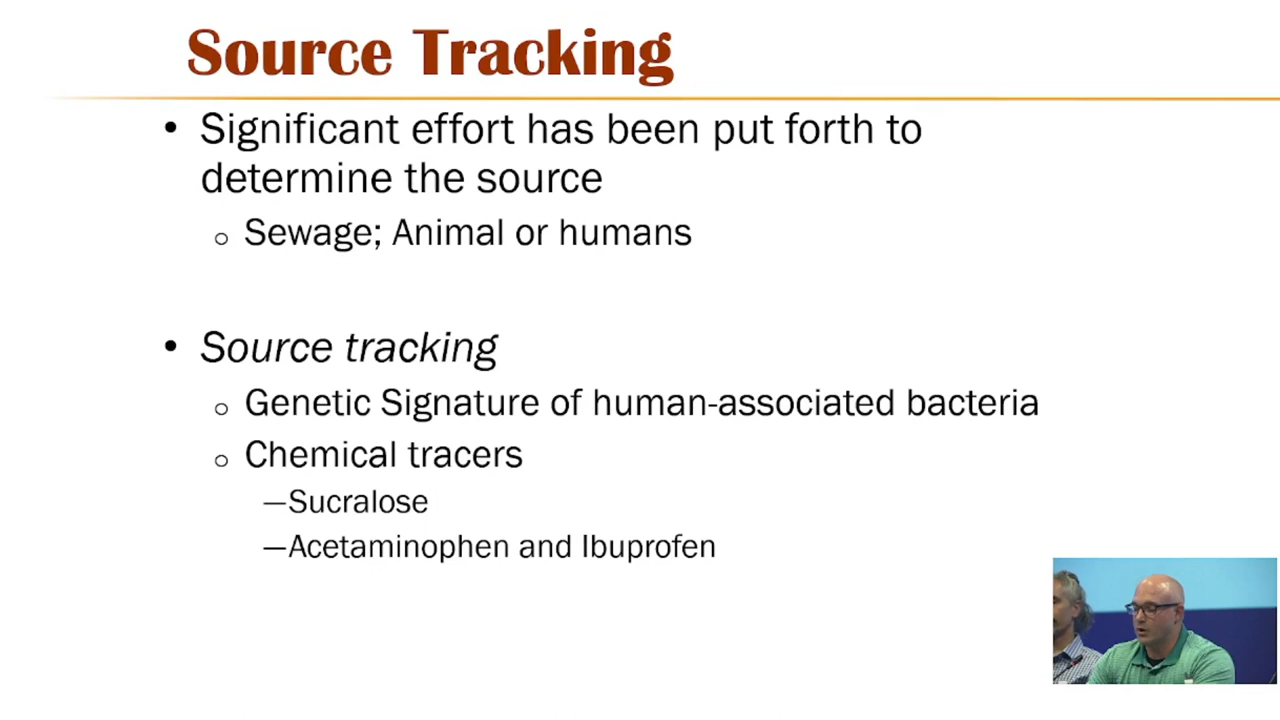 Source Tracking
• Significant effort has been put forth to
determine the source
o Sewage; Animal or humans
• Source tracking
o Genetic Signature of human-associated bacteria
o Chemical tracers
—Sucralose
—Acetaminophen and Ibuprofen